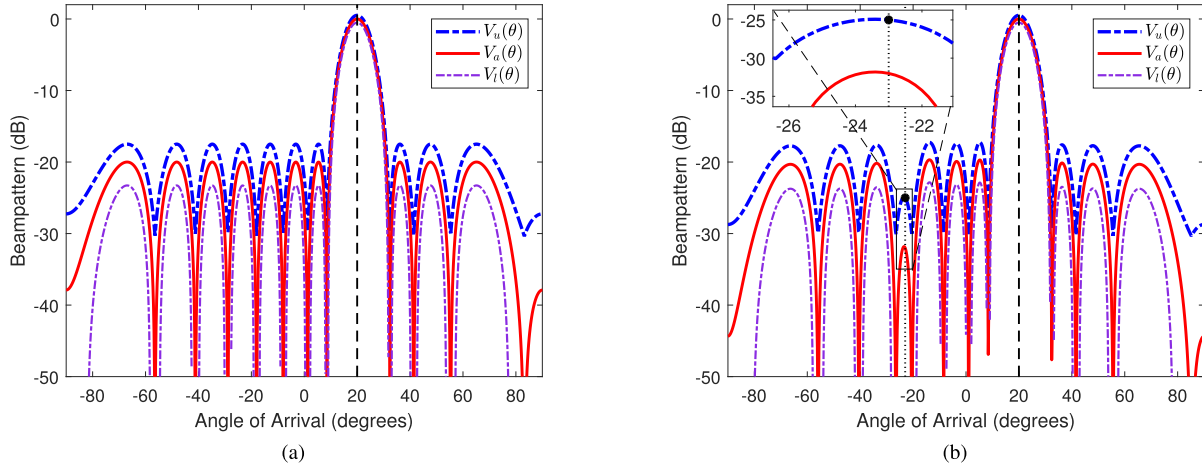 0
-10
-20
-30
-40
-50
Beampattern (dB)
-80 -60 -40 -20 0 20 40 60 80
Angle of Arrival (degrees)
V_u(θ)
V_a(θ)
V_l(θ)
(a)
0
-10
-20
-30
-40
-50
Beampattern (dB)
-80 -60 -40 -20 0 20 40 60 80
Angle of Arrival (degrees)
-25
-30
-35
-26 -24 -22
V_u(θ)
V_a(θ)
V_l(θ)
(b)